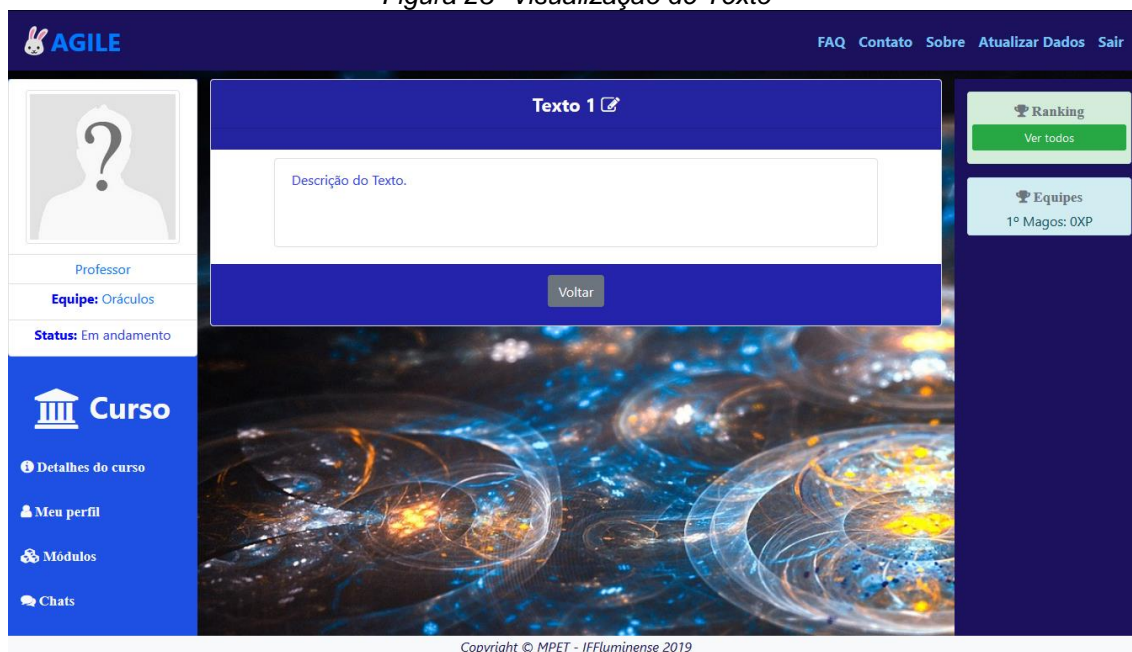 Figura 28- Visualização do Texto
AGILE
FAQ Contato Sobre Atualizar Dados Sair
Professor
Equipe: Oráculos
Status: Em andamento
Curso
Detalhes do curso
Meu perfil
Módulos
Chats
Texto 1
Descrição do Texto.
Voltar
Ranking
Ver todos
Equipes
1º Magos: 0XP
Copyright © MPET - IFFluminense 2019